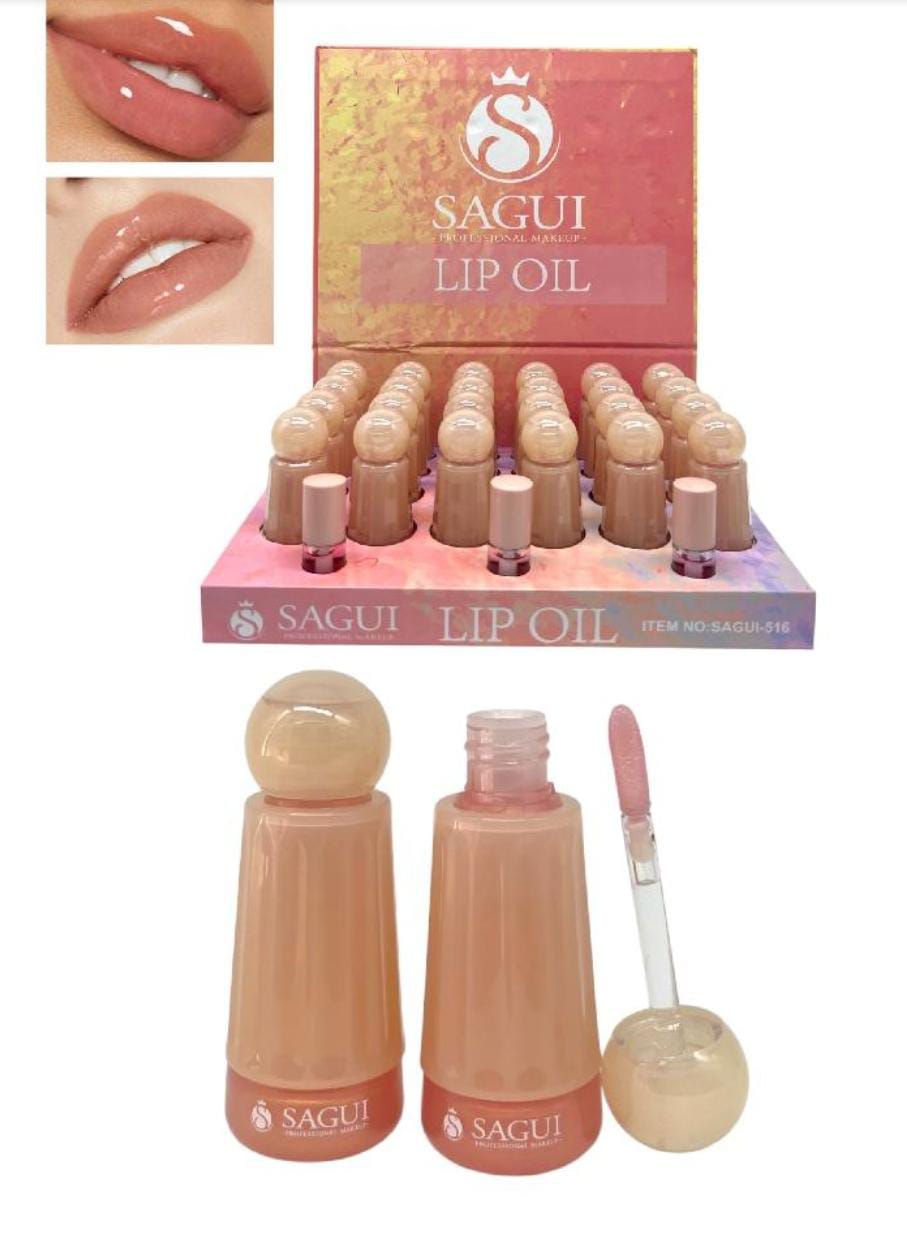 SAGUI
- PROFESSIONAL MAKEUP -
LIP OIL
SAGUI
PROFESSIONAL MAKEUP
LIP OIL
ITEM NO:SAGUI-516
SAGUI
-PROFESSIONAL MAKEUP-
SAGUI
-PROFESSIONAL MAKEUP-